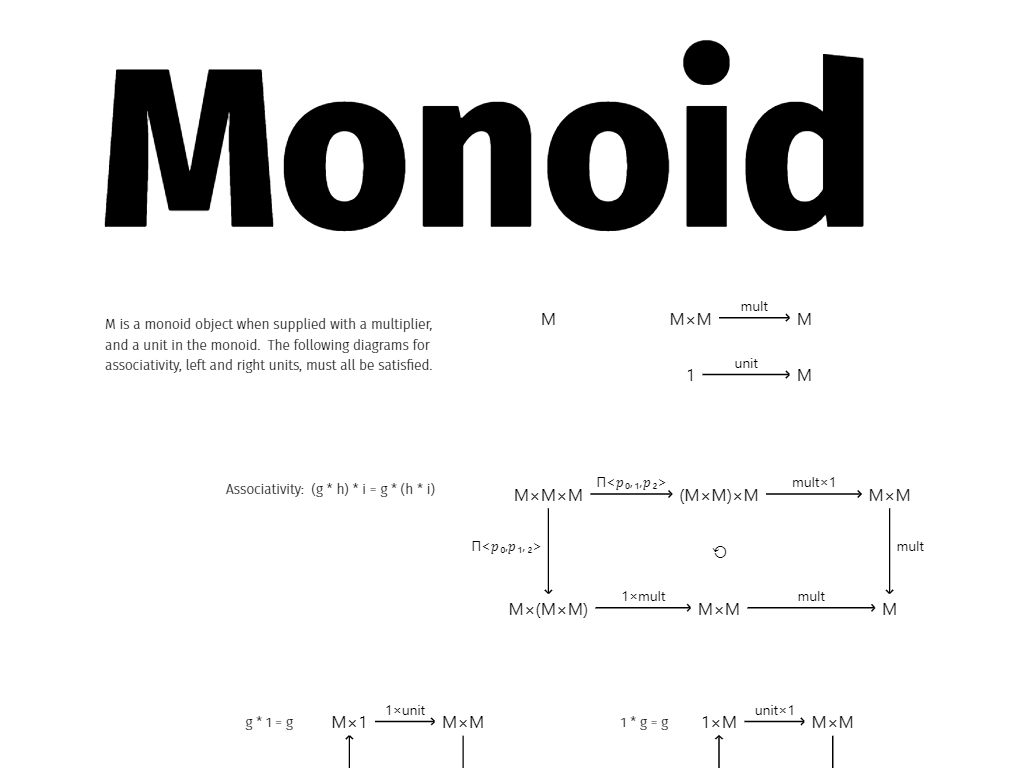 Monoid
M is a monoid object when supplied with a multiplier,
and a unit in the monoid. The following diagrams for
associativity, left and right units, must all be satisfied.
M
M×M mult M
1 unit M
Associativity: (g * h) * i = g * (h * i)
M×M×M Π<p₀,₁,p₂> (M×M)×M mult×1 M×M
Π<p₀,p₁,₂> mult
M×(M×M) 1×mult M×M mult M
g * 1 = g M×1 1×unit M×M
1 * g = g 1×M unit×1 M×M